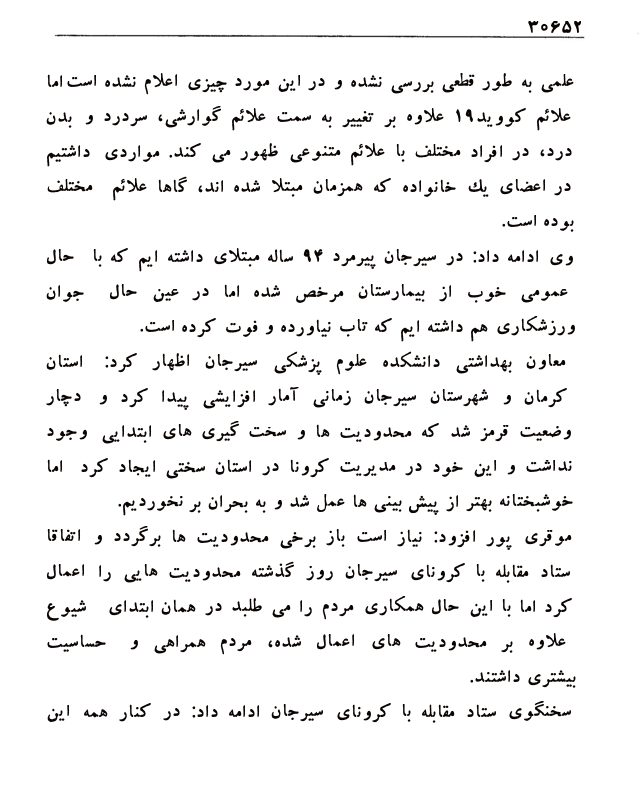 ۳۰۶۵۲
علمی به طور قطعی بررسی نشده و در این مورد چیزی اعلام نشده است اما
علائم کووید۱۹ علاوه بر تغییر به سمت علائم گوارشی، سردرد و بدن
درد، در افراد مختلف با علائم متنوعی ظهور می کند. مواردی داشتیم
در اعضای یك خانواده که همزمان مبتلا شده اند، گاها علائم مختلف
بوده است.
وی ادامه داد: در سیرجان پیرمرد ۹۴ ساله مبتلای داشته ایم که با حال
عمومی خوب از بیمارستان مرخص شده اما در عین حال جوان
ورزشکاری هم داشته ایم که تاب نیاورده و فوت کرده است.
معاون بهداشتی دانشکده علوم پزشکی سیرجان اظهار کرد: استان
کرمان و شهرستان سیرجان زمانی آمار افزایشی پیدا کرد و دچار
وضعیت قرمز شد که محدودیت ها و سخت گیری های ابتدایی وجود
نداشت و این خود در مدیریت کرونا در استان سختی ایجاد کرد اما
خوشبختانه بهتر از پیش بینی ها عمل شد و به بحران بر نخوردیم.
موقری پور افزود: نیاز است باز برخی محدودیت ها برگردد و اتفاقا
ستاد مقابله با کرونای سیرجان روز گذشته محدودیت هایی را اعمال
کرد اما با این حال همکاری مردم را می طلبد در همان ابتدای شیوع
علاوه بر محدودیت های اعمال شده، مردم همراهی و حساسیت
بیشتری داشتند.
سخنگوی ستاد مقابله با کرونای سیرجان ادامه داد: در کنار همه این